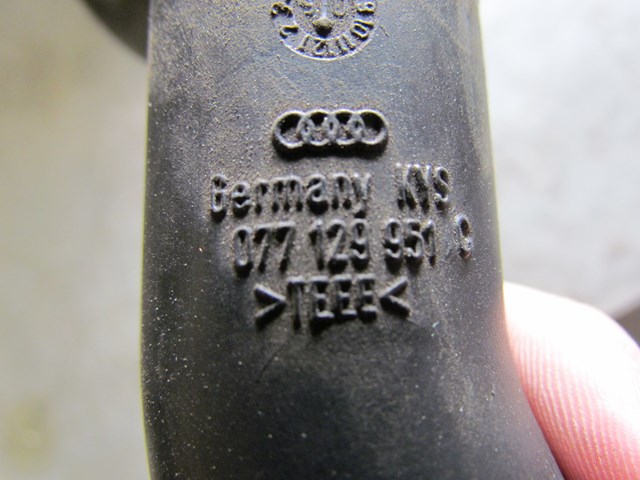 Germany KVS
077 129 951 C
>TEEE<